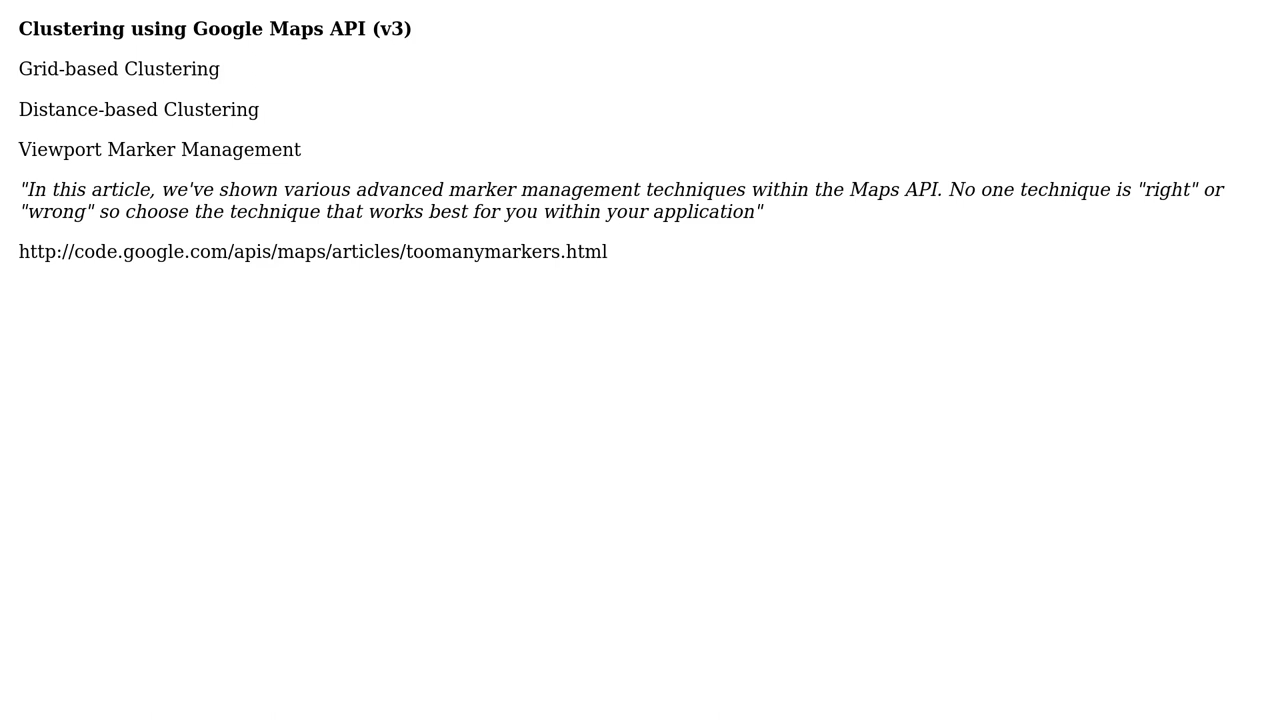 Clustering using Google Maps API (v3)
Grid-based Clustering
Distance-based Clustering
Viewport Marker Management
"In this article, we've shown various advanced marker management techniques within the Maps API. No one technique is "right" or
"wrong" so choose the technique that works best for you within your application"
http://code.google.com/apis/maps/articles/toomanymarkers.html